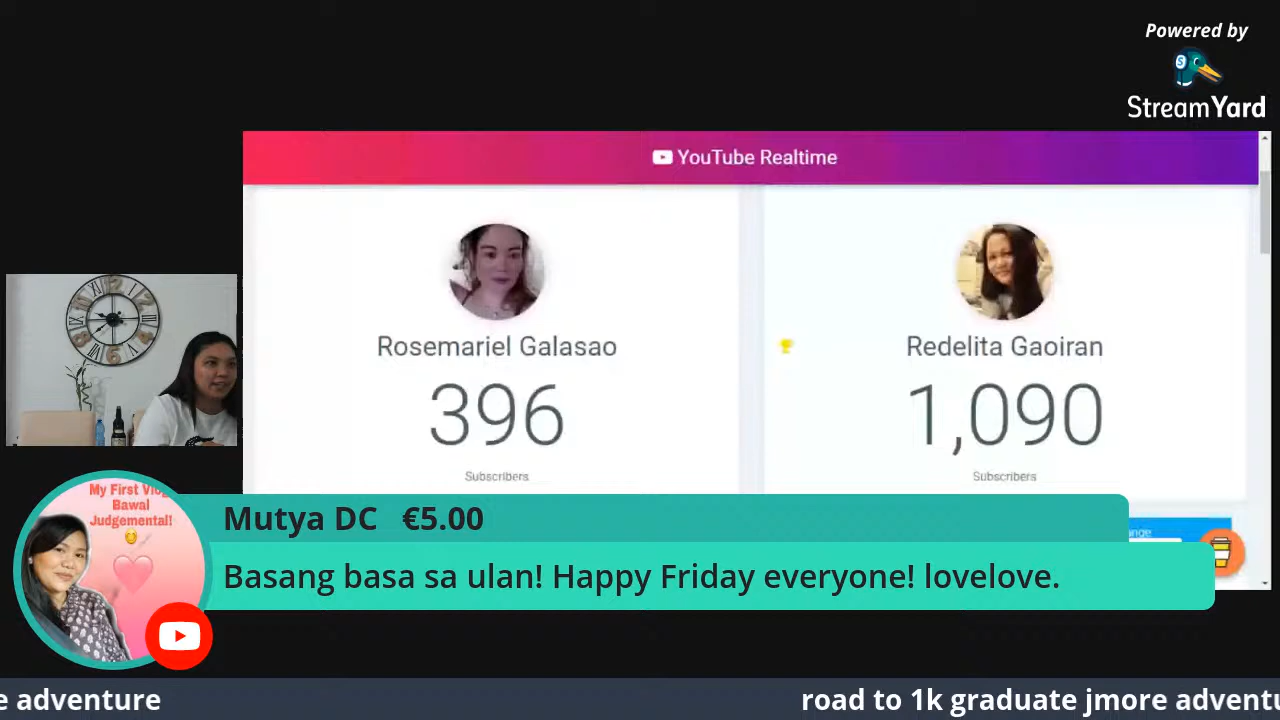 Powered by
StreamYard
YouTube Realtime
Rosemariel Galasao
396
Subscribers
Redelita Gaoiran
1,090
Subscribers
My First Vlog
Bawal
Judgemental!
Mutya DC €5.00
Basang basa sa ulan! Happy Friday everyone! lovelove.
e adventure
road to 1k graduate jmore adventu